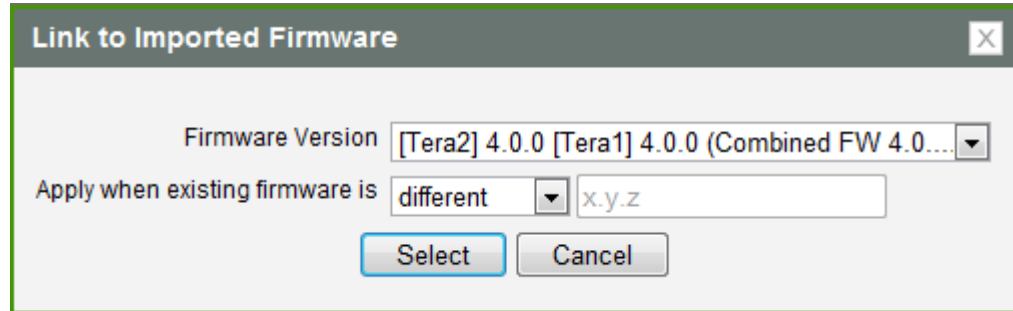 Link to Imported Firmware X
Firmware Version [Tera2] 4.0.0 [Tera1] 4.0.0 (Combined FW 4.0....
Apply when existing firmware is different x.y.z
Select Cancel